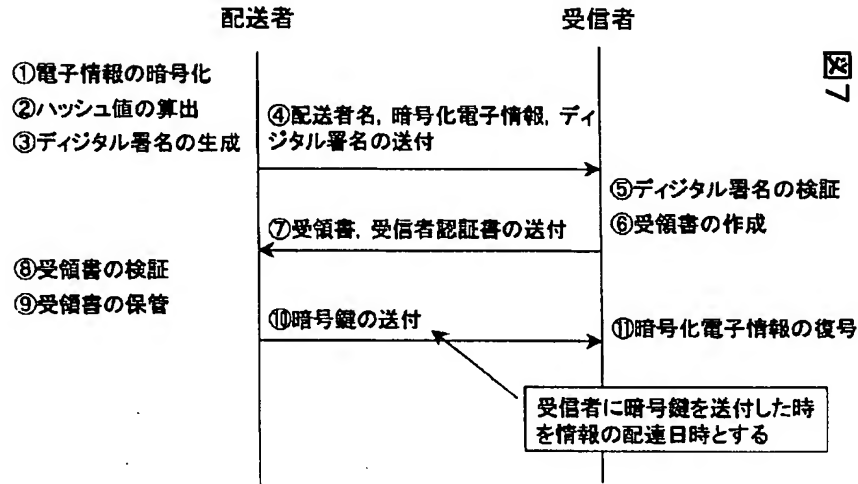 配送者
受信者
図7
①電子情報の暗号化
②ハッシュ値の算出
③ディジタル署名の生成
④配送者名, 暗号化電子情報, ディ
ジタル署名の送付
⑤ディジタル署名の検証
⑥受領書の作成
⑦受領書, 受信者認証書の送付
⑧受領書の検証
⑨受領書の保管
⑩暗号鍵の送付
⑪暗号化電子情報の復号
受信者に暗号鍵を送付した時
を情報の配達日時とする